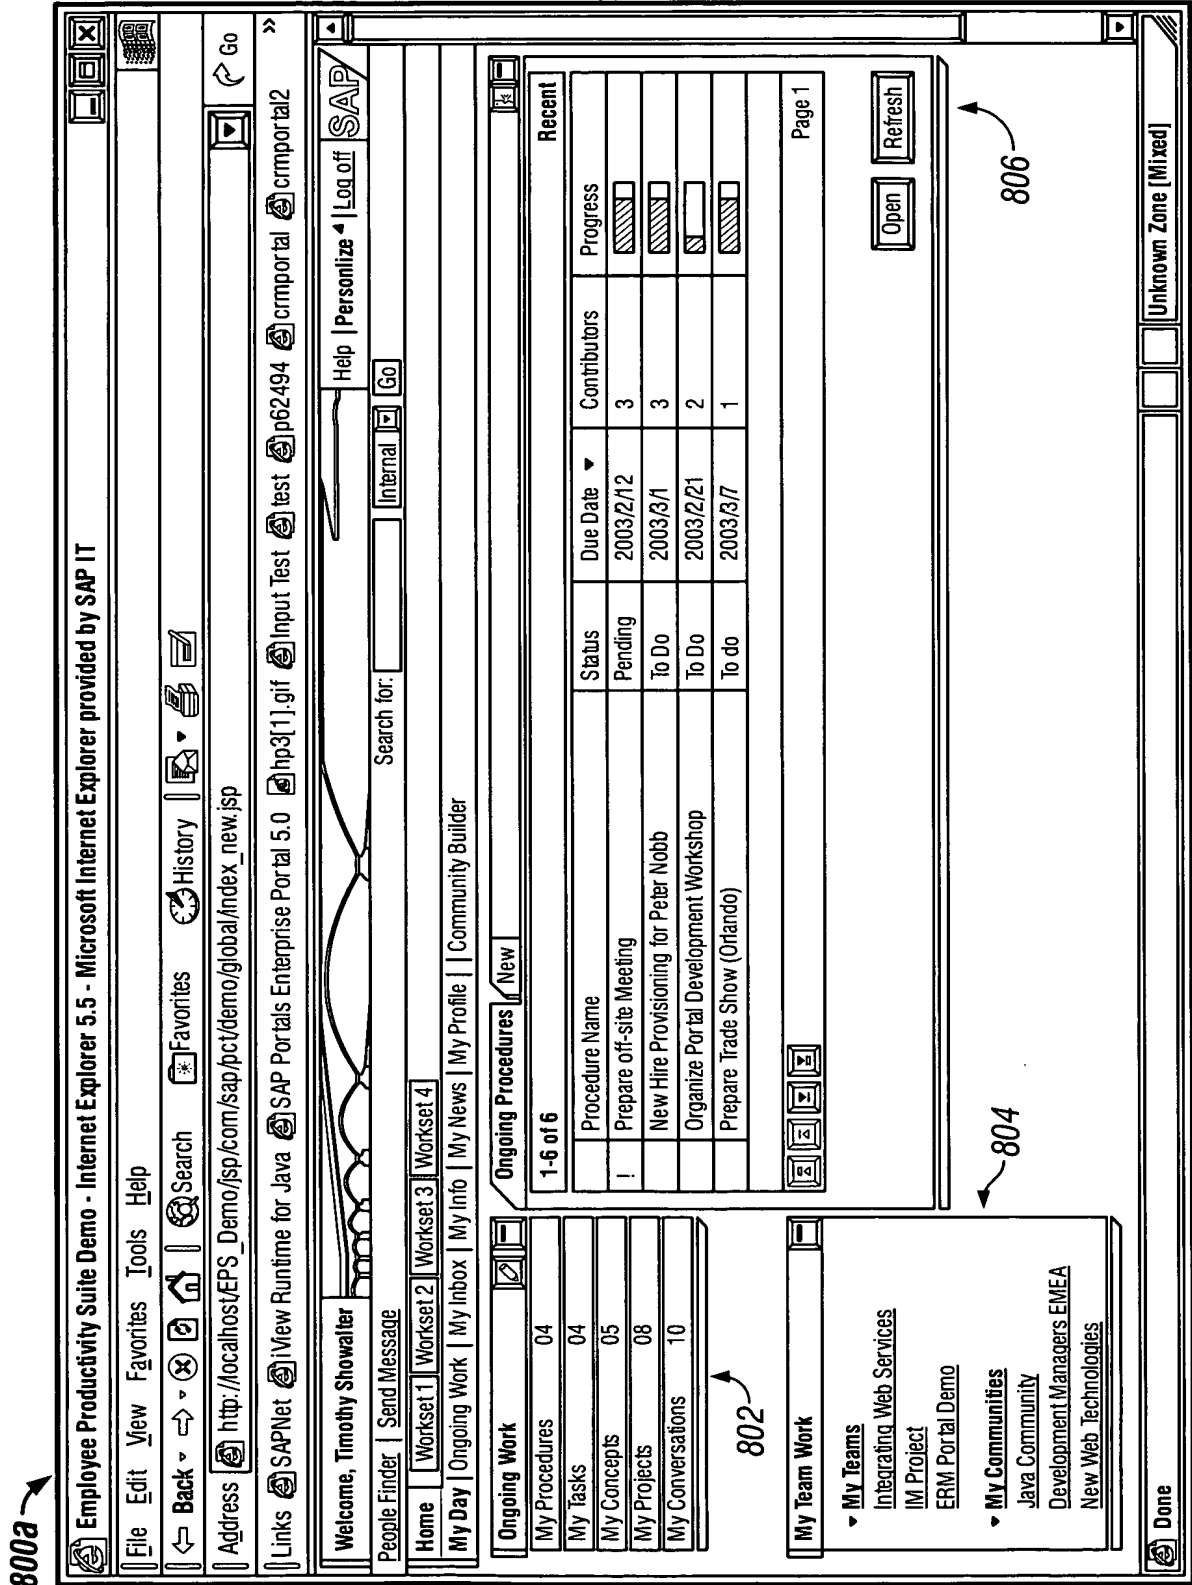 800a
Employee Productivity Suite Demo - Internet Explorer 5.5 - Microsoft Internet Explorer provided by SAP IT
File Edit View Favorites Tools Help
Back Search Favorites History
Address http://localhost/EPS_Demo/jsp/com/sap/pct/demo/global/index_new.jsp Go
Links SAPNet iView Runtime for Java SAP Portals Enterprise Portal 5.0 hp3[1].gif Input Test test p62494 crmportal crmportal2 »
Welcome, Timothy Showalter Help | Personlize | Log off SAP
People Finder | Send Message Search for: Internal Go
Home Workset 1 Workset 2 Workset 3 Workset 4
My Day | Ongoing Work | My Inbox | My Info | My News | My Profile | | Community Builder
Ongoing Work
My Procedures 04
My Tasks 04
My Concepts 05
My Projects 08
My Conversations 10
802
My Team Work
My Teams
Integrating Web Services
IM Project
ERM Portal Demo
My Communities
Java Community
Development Managers EMEA
New Web Technologies
804
Ongoing Procedures New
1-6 of 6 Recent
Procedure Name Status Due Date Contributors Progress
! Prepare off-site Meeting Pending 2003/2/12 3
New Hire Provisioning for Peter Nobb To Do 2003/3/1 3
Organize Portal Development Workshop To Do 2003/2/21 2
Prepare Trade Show (Orlando) To do 2003/3/7 1
Page 1
Open Refresh
806
Done Unknown Zone [Mixed]